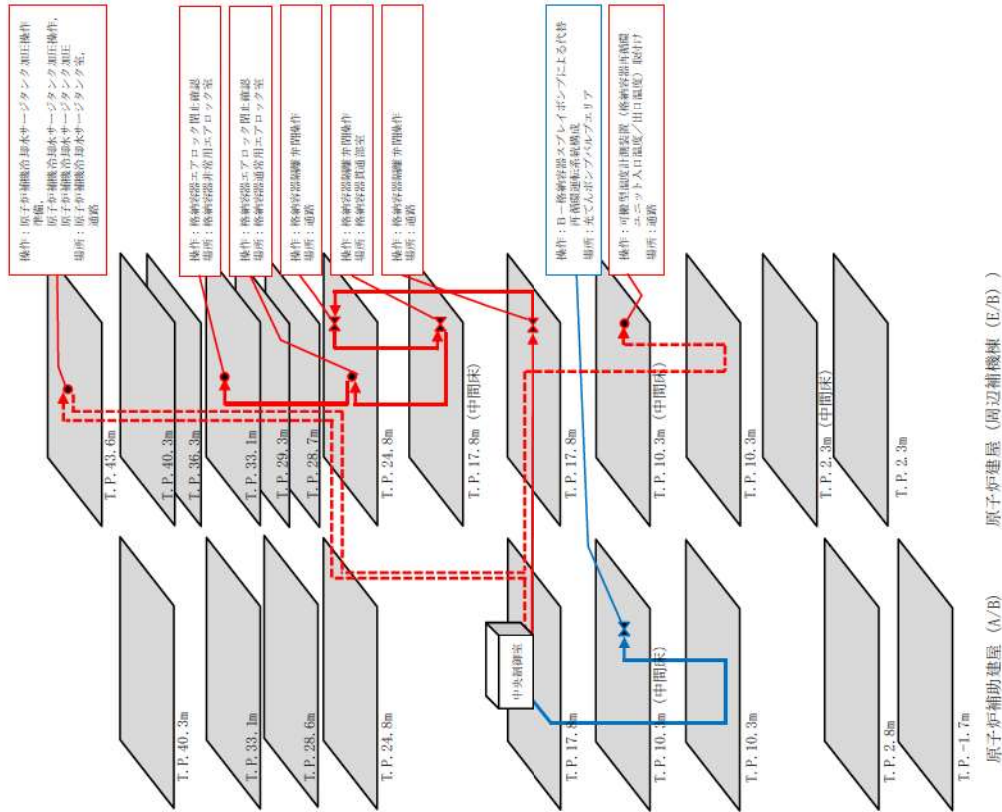 操作：原子炉補機冷却水サージタンク加圧操作
準備,
原子炉補機冷却水サージタンク加圧操作,
原子炉補機冷却水サージタンク加圧
場所：原子炉補機冷却水サージタンク室,
通路
操作：格納容器エアロック閉止確認
場所：格納容器非常用エアロック室
操作：格納容器エアロック閉止確認
場所：格納容器通常用エアロック室
操作：格納容器隔離弁閉操作
場所：通路
操作：格納容器隔離弁閉操作
場所：格納容器貫通部室
操作：格納容器隔離弁閉操作
場所：通路
操作：B－格納容器スプレイポンプによる代替
再循環運転系統構成
場所：充てんポンプバルブエリア
操作：可搬型温度計測装置（格納容器再循環
ユニット入口温度／出口温度）取付け
場所：通路
T.P.43.6m
T.P.40.3m
T.P.36.3m
T.P.33.1m
T.P.29.3m
T.P.28.7m
T.P.24.8m
T.P.17.8m（中間床）
T.P.17.8m
T.P.10.3m（中間床）
T.P.10.3m
T.P.2.3m（中間床）
T.P.2.3m
原子炉建屋（周辺補機棟（E/B））
T.P.40.3m
T.P.33.1m
T.P.28.6m
T.P.24.8m
中央制御室
T.P.17.8m
T.P.10.3m（中間床）
T.P.10.3m
T.P.2.8m
T.P.-1.7m
原子炉補助建屋（A/B）